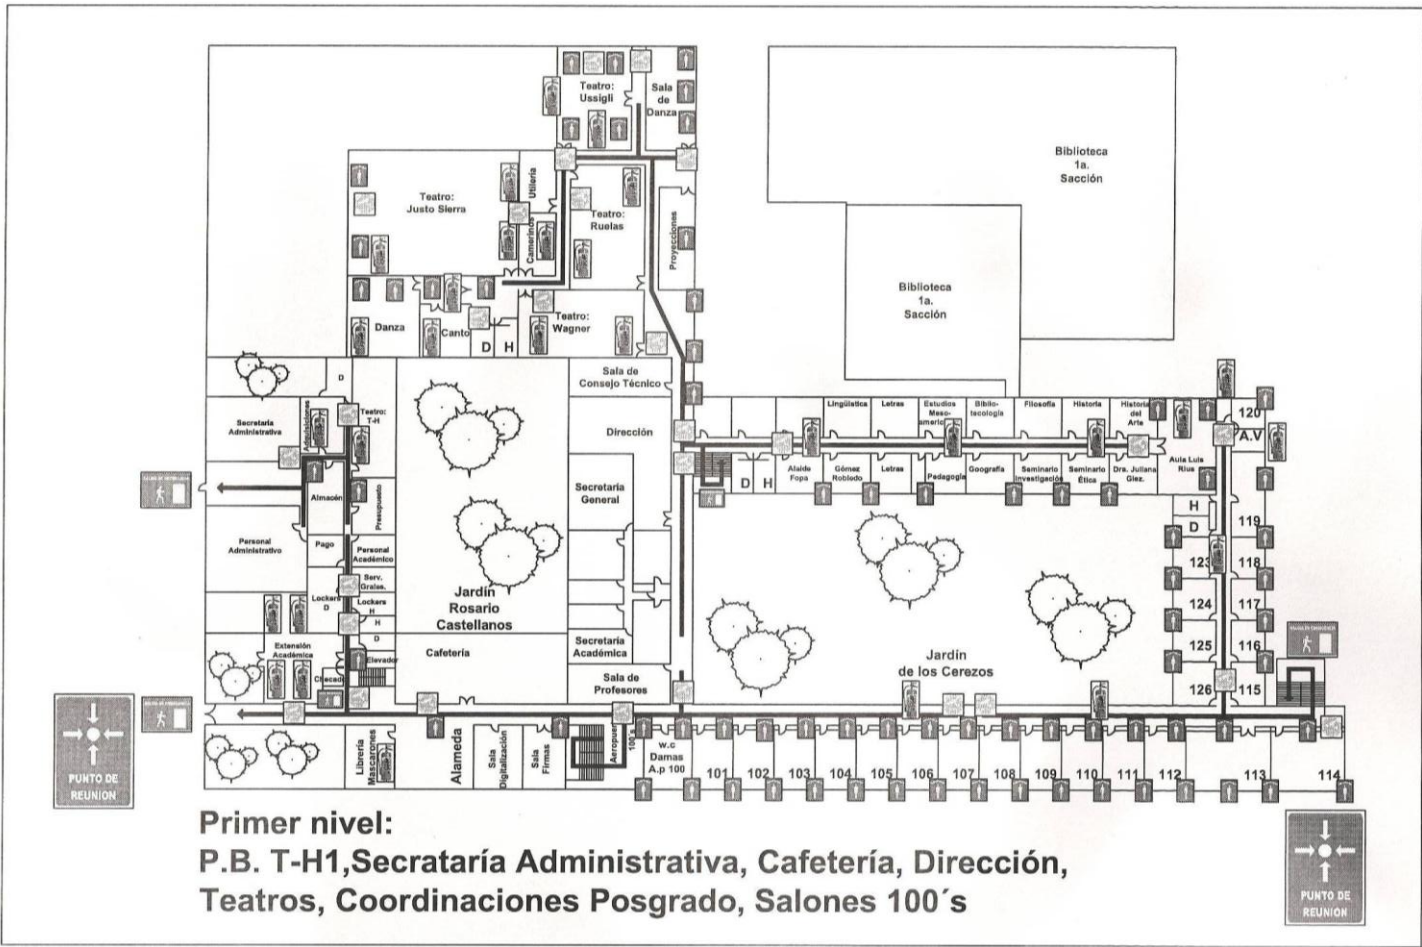 Teatro:
Ussigli
Sala
de
Danza
Biblioteca
1a.
Sacción
Teatro:
Justo Sierra
Utilería
Camerinos
Teatro:
Ruelas
Proyecciones
Biblioteca
1a.
Sacción
Danza
Canto
D
H
Teatro:
Wagner
D
Sala de
Consejo Técnico
Teatro:
T-H
Adquisiciones
Secretaría
Administrativa
Dirección
Lingüística
Letras
Estudios
Meso-
americ
Biblio-
tecología
Filosofía
Historia
Historia
del
Arte
120
A.V
Aula Luis
Rius
D
H
Alaide
Fopa
Gómez
Robledo
Letras
Pedagogía
Geografía
Seminario
Investigación
Seminario
Ética
Dra. Juliana
Glez.
Almacén
Presupuesto
Secretaría
General
H
D
119
Personal
Administrativo
Pago
Personal
Académico
123
118
Serv.
Grales.
Lockers
D
Lockers
H
H
D
Jardín
Rosario
Castellanos
124
117
Extensión
Académica
Elevador
Checado
Cafetería
Secretaría
Académica
Sala de
Profesores
Jardín
de los Cerezos
125
116
126
115
PUNTO DE
REUNION
Librería
Mascarones
Alameda
Sala
Digitalización
Sala
Firmas
Aeropuer
100's
w.c
Damas
A.p 100
101
102
103
104
105
106
107
108
109
110
111
112
113
114
PUNTO DE
REUNION
Primer nivel:
P.B. T-H1,Secrataría Administrativa, Cafetería, Dirección,
Teatros, Coordinaciones Posgrado, Salones 100´s